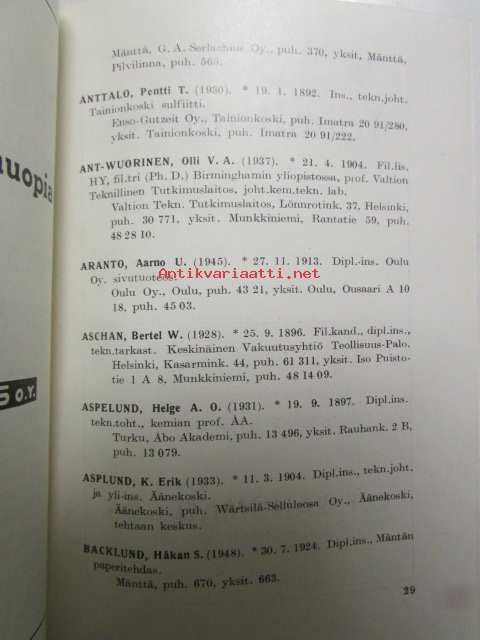 Mänttä, G. A. Serlachius Oy., puh. 370, yksit, Mänttä,
Pilvilinna, puh. 565.
ANTTALO, Pentti T. (1930). * 19. 1. 1892. Ins., tekn.joht.
Tainionkoski sulfiitti.
Enso-Gutzeit Oy., Tainionkoski, puh. Imatra 20 91/280,
yksit. Tainionkoski, puh. Imatra 20 91/222.
ANT-WUORINEN, Olli V. A. (1937). * 21. 4. 1904. Fil.lis.
HY, fil.tri (Ph. D.) Birminghamin yliopistossa, prof. Valtion
Teknillinen Tutkimuslaitos, joht.kem.tekn. lab.
Valtion Tekn. Tutkimuslaitos, Lönnrotink. 37, Helsinki,
puh. 30 771, yksit. Munkkiniemi, Rantatie 59, puh.
48 28 10.
ARANTO, Aarno U. (1945). * 27. 11. 1913. Dipl.-ins. Oulu
Oy. sivutuoteos.
Oulu Oy., Oulu, puh. 43 21, yksit. Oulu, Ousaari A 10
18, puh. 45 03.
ASCHAN, Bertel W. (1928). * 25. 9. 1896. Fil.kand., dipl.ins.,
tekn.tarkast. Keskinäinen Vakuutusyhtiö Teollisuus-Palo.
Helsinki, Kasarmink. 44, puh. 61 311, yksit. Iso Puisto-
tie 1 A 8, Munkkiniemi, puh. 48 14 09.
ASPELUND, Helge A. O. (1931). * 19. 9. 1897. Dipl.ins.
tekn.toht., kemian prof. ÅA.
Turku, Åbo Akademi, puh. 13 496, yksit. Rauhank. 2 B,
puh. 13 079.
ASPLUND, K. Erik (1933). * 11. 3. 1904. Dipl.ins., tekn.joht.
ja yli-ins. Äänekoski.
Äänekoski, puh. Wärtsilä-Selluloosa Oy., Äänekoski,
tehtaan keskus.
BACKLUND, Håkan S. (1948). * 30. 7. 1924. Dipl.ins., Mäntän
paperitehdas.
Mänttä, puh. 670, yksit. 663.
29
nuopia
S O.Y.
Antikvariaatti.net